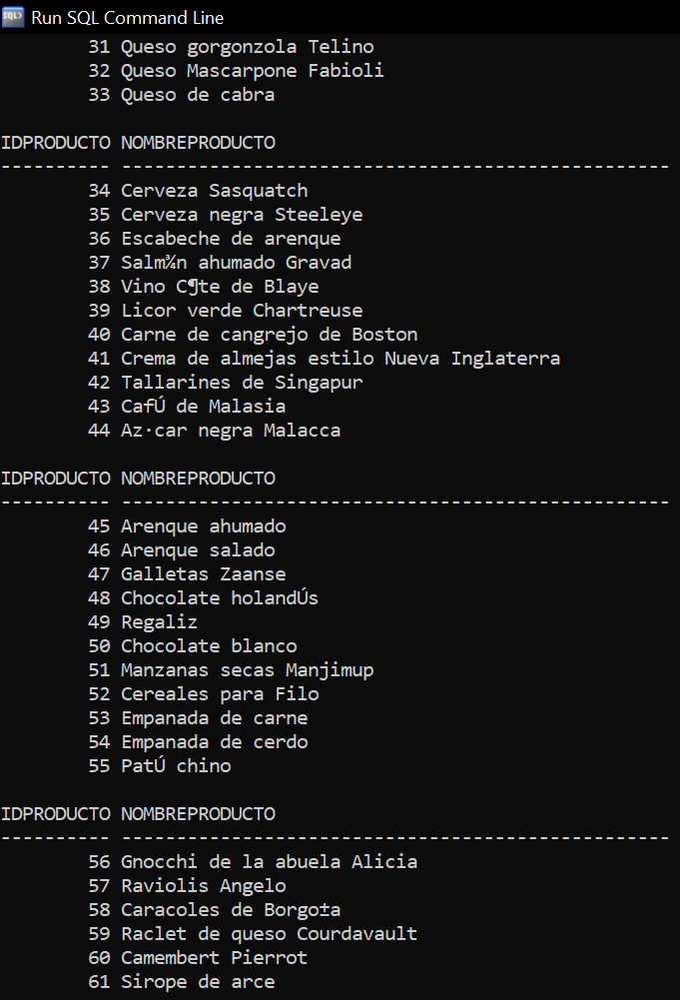 SQL> Run SQL Command Line
31 Queso gorgonzola Telino
32 Queso Mascarpone Fabioli
33 Queso de cabra
IDPRODUCTO NOMBREPRODUCTO
---------- --------------------------------------------------
34 Cerveza Sasquatch
35 Cerveza negra Steeleye
36 Escabeche de arenque
37 Salm¾n ahumado Gravad
38 Vino C¶te de Blaye
39 Licor verde Chartreuse
40 Carne de cangrejo de Boston
41 Crema de almejas estilo Nueva Inglaterra
42 Tallarines de Singapur
43 CafÚ de Malasia
44 Az·car negra Malacca
IDPRODUCTO NOMBREPRODUCTO
---------- --------------------------------------------------
45 Arenque ahumado
46 Arenque salado
47 Galletas Zaanse
48 Chocolate holandÚs
49 Regaliz
50 Chocolate blanco
51 Manzanas secas Manjimup
52 Cereales para Filo
53 Empanada de carne
54 Empanada de cerdo
55 PatÚ chino
IDPRODUCTO NOMBREPRODUCTO
---------- --------------------------------------------------
56 Gnocchi de la abuela Alicia
57 Raviolis Angelo
58 Caracoles de Borgo±a
59 Raclet de queso Courdavault
60 Camembert Pierrot
61 Sirope de arce